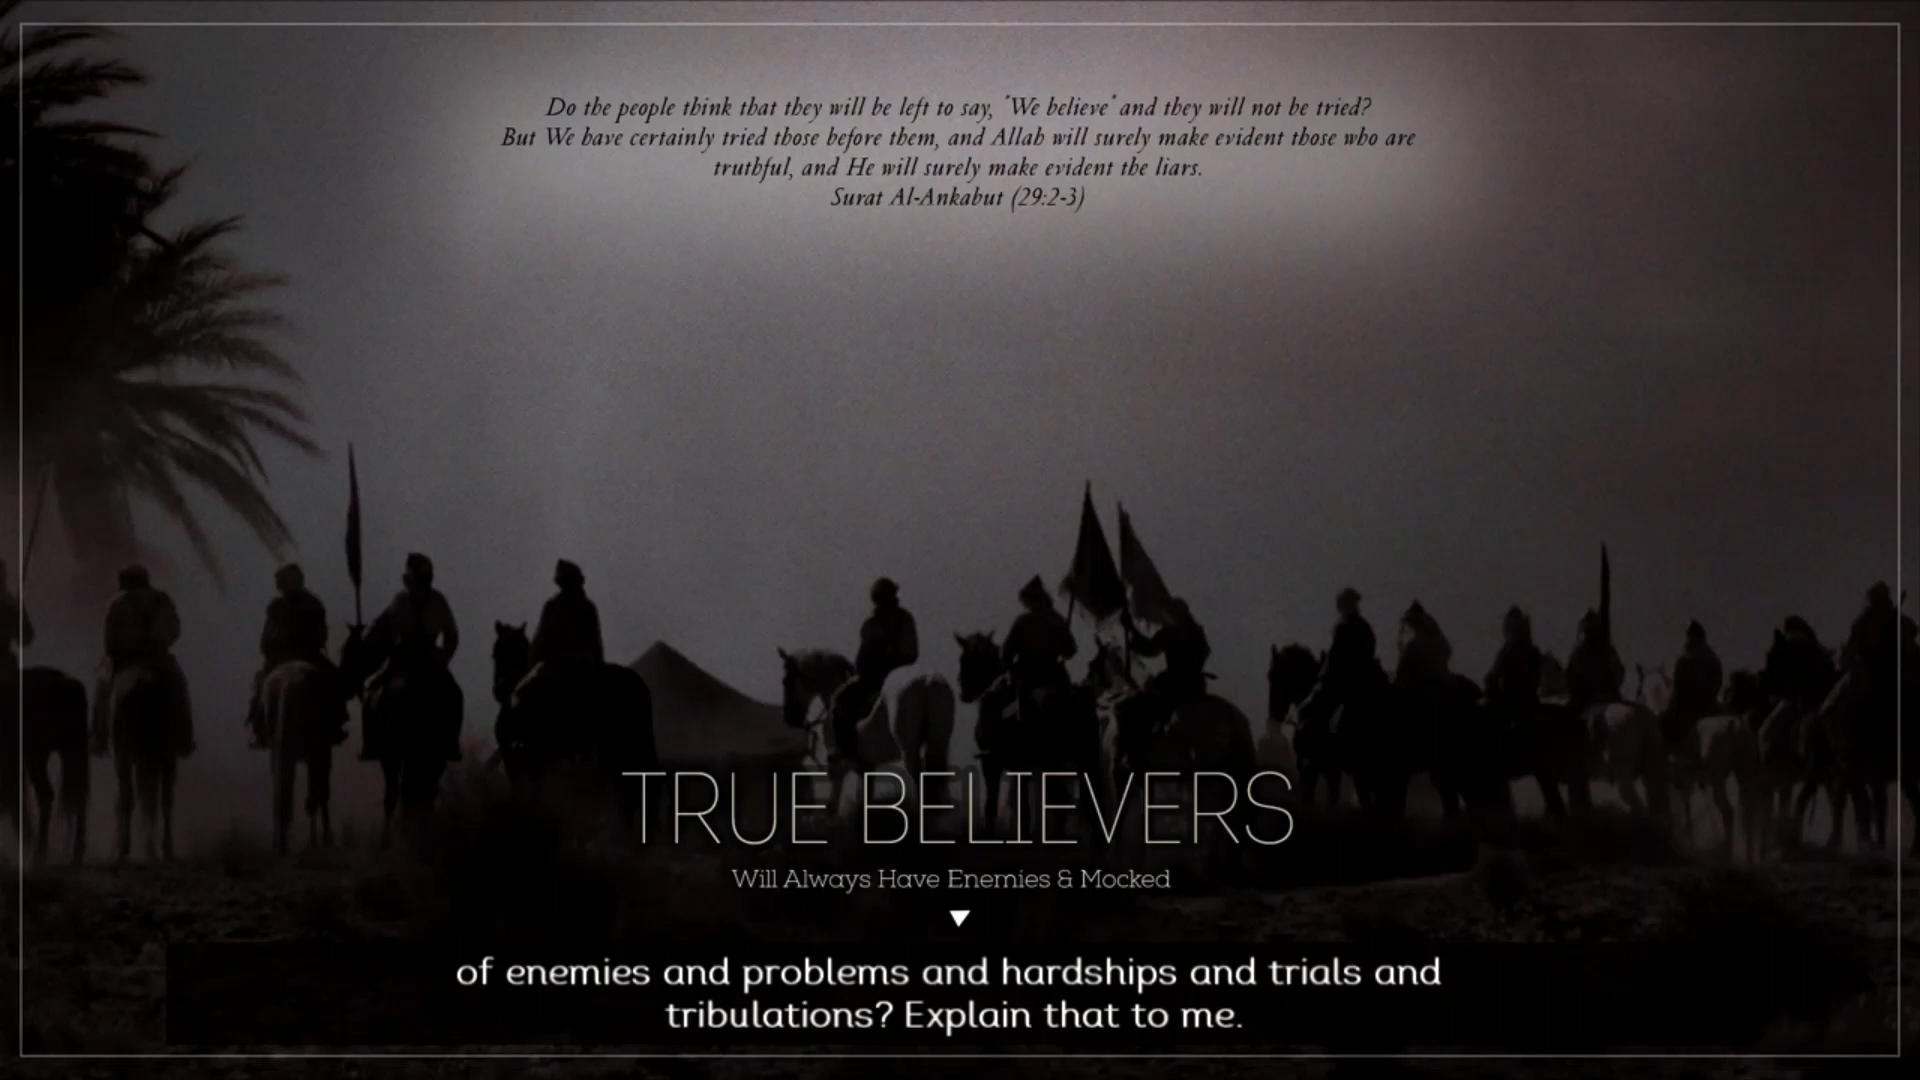 Do the people think that they will be left to say, "We believe" and they will not be tried?
But We have certainly tried those before them, and Allah will surely make evident those who are
truthful, and He will surely make evident the liars.
Surat Al-Ankabut (29:2-3)
TRUE BELIEVERS
Will Always Have Enemies & Mocked
of enemies and problems and hardships and trials and
tribulations? Explain that to me.